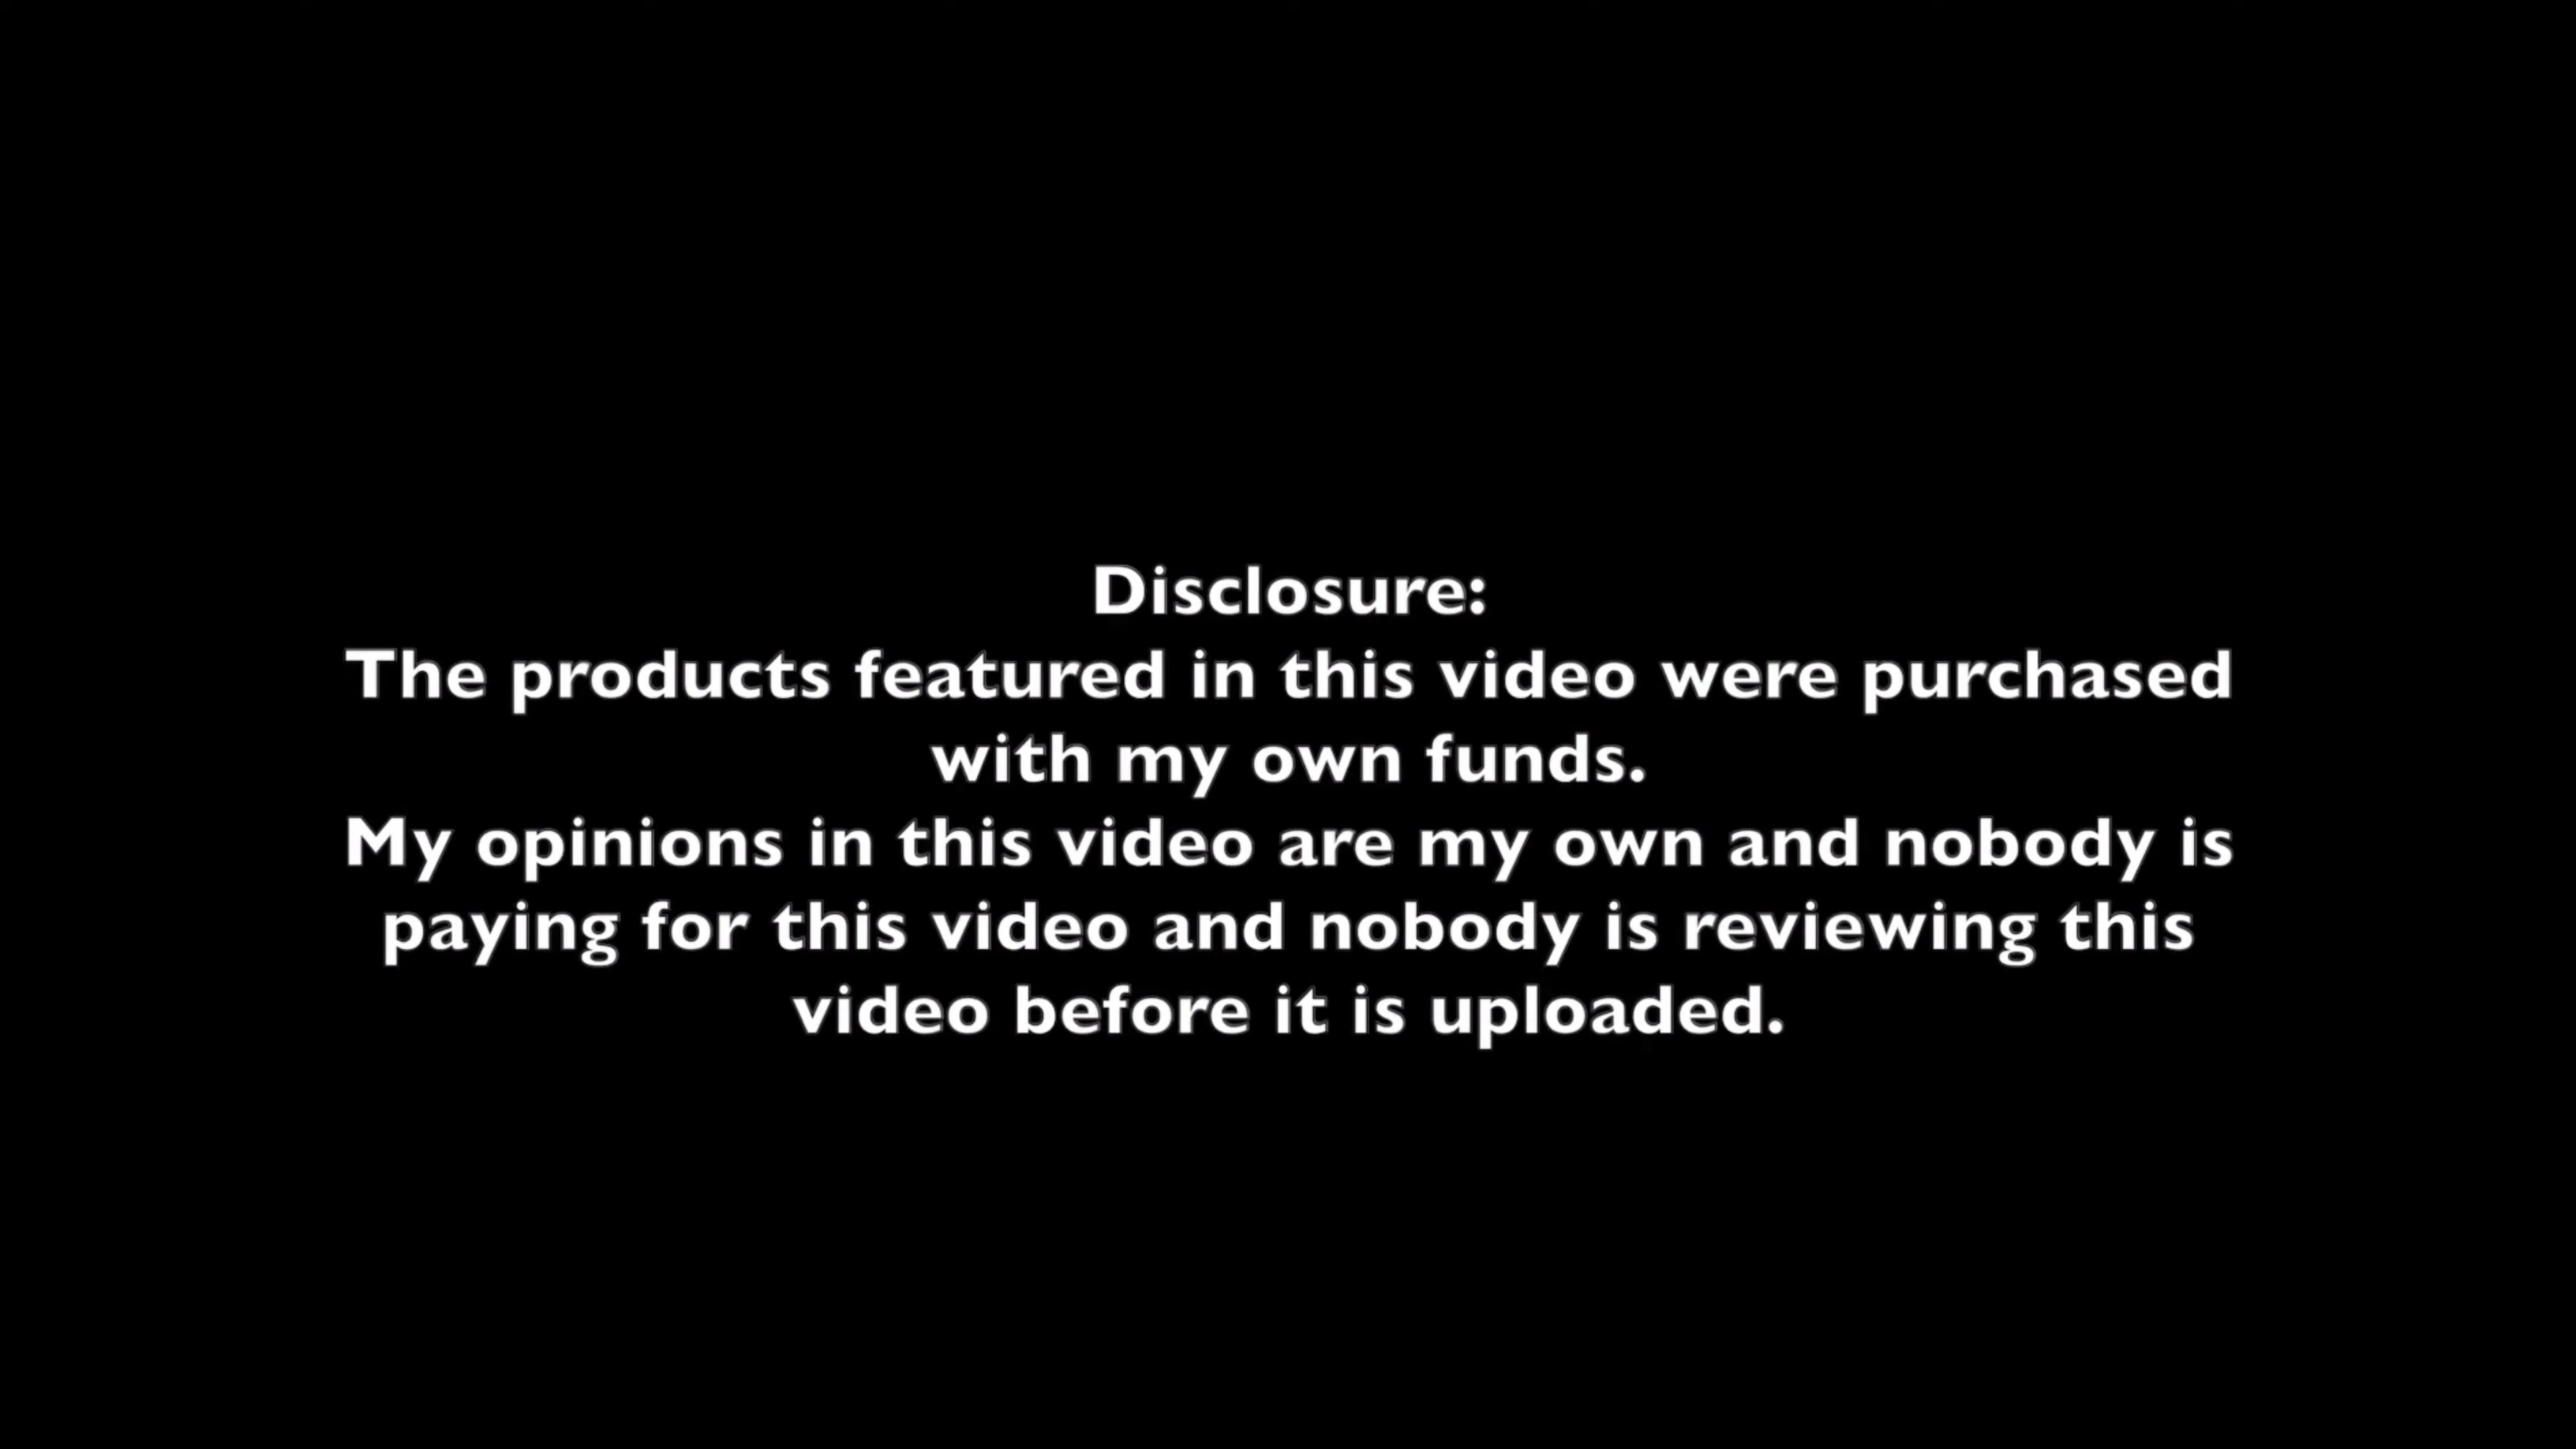 Disclosure:
The products featured in this video were purchased
with my own funds.
My opinions in this video are my own and nobody is
paying for this video and nobody is reviewing this
video before it is uploaded.